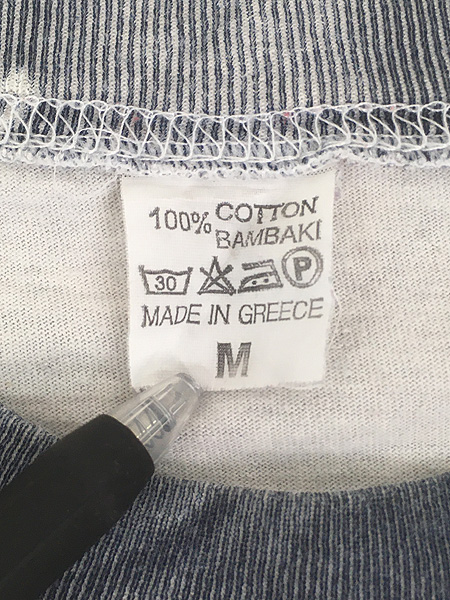 100% COTTON
BAMBAKI
30 P
MADE IN GREECE
M